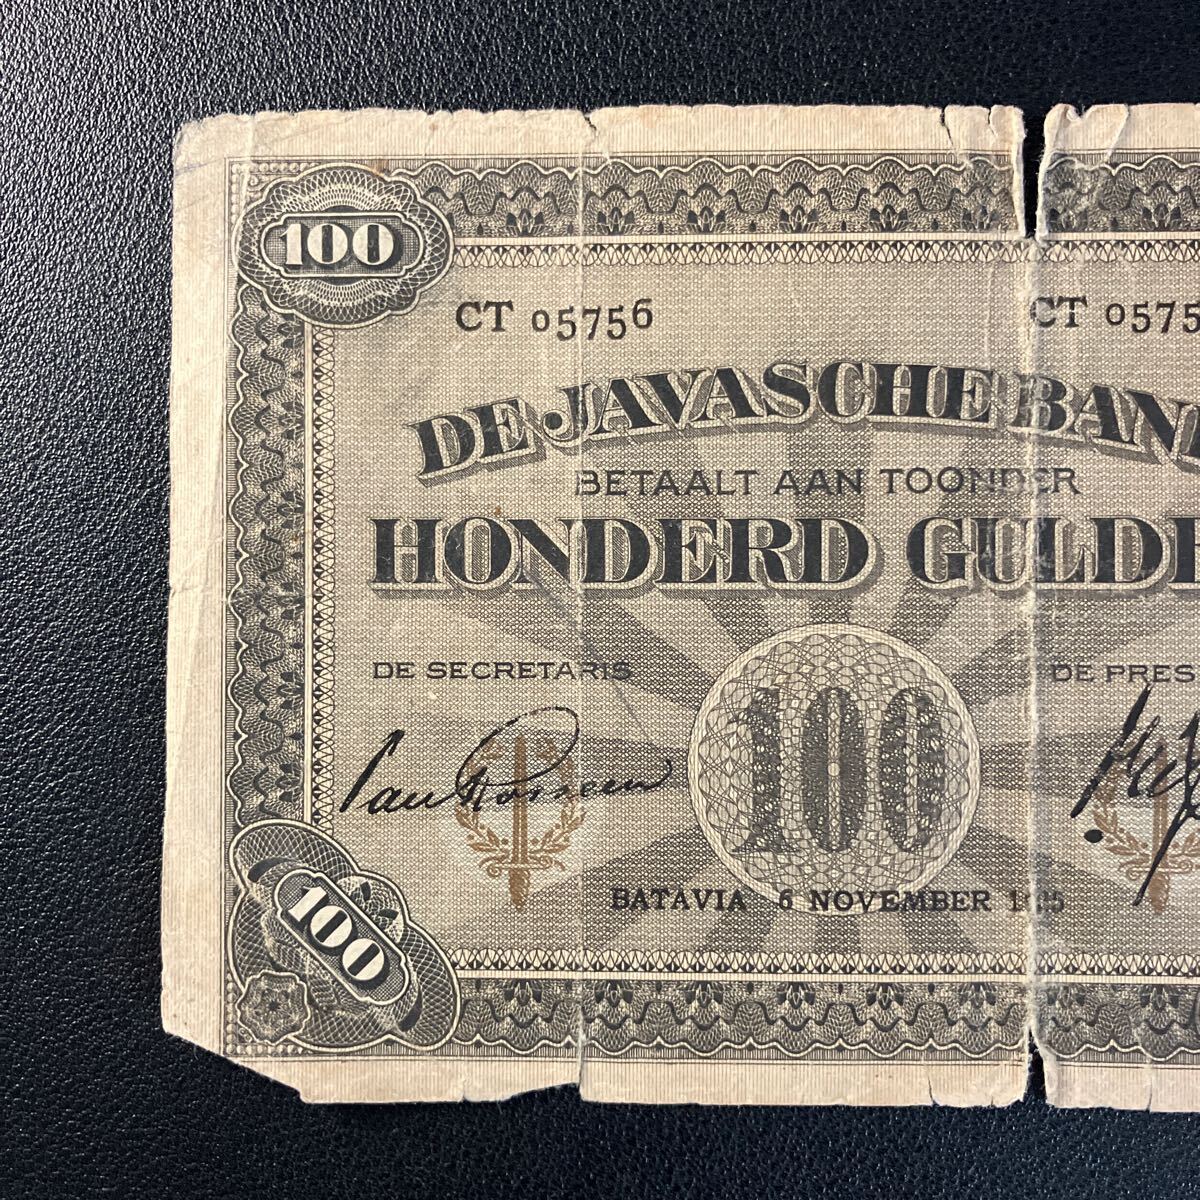 100
CT 05756 CT 0575
DE JAVASCHE BAN
BETAALT AAN TOONDER
HONDERD GULDE
DE SECRETARIS DE PRES
100
BATAVIA 6 NOVEMBER
100